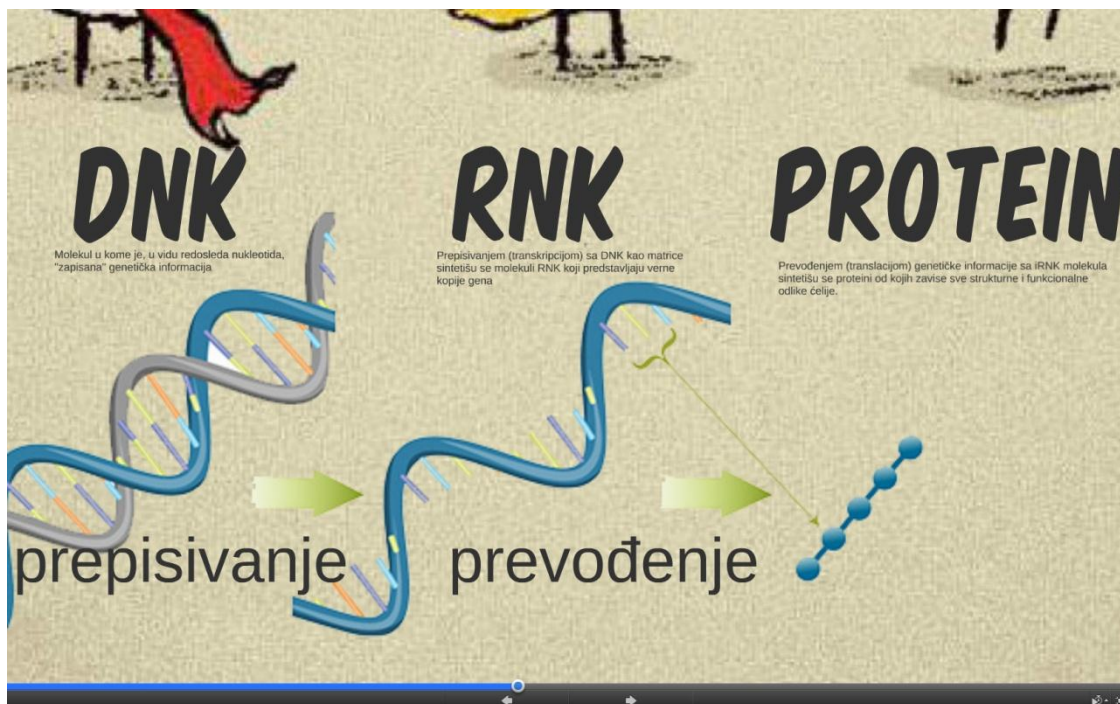 DNK
Molekul u kome je, u vidu redosleda nukleotida,
"zapisana" genetička informacija
RNK
Prepisivanjem (transkripcijom) sa DNK kao matrice
sintetišu se molekuli RNK koji predstavljaju verne
kopije gena
PROTEIN
Prevođenjem (translacijom) genetičke informacije sa iRNK molekula
sintetišu se proteini od kojih zavise sve strukturne i funkcionalne
odlike ćelije.
prepisivanje
prevođenje